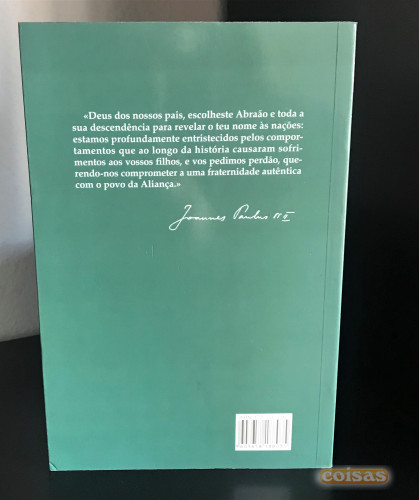 «Deus dos nossos pais, escolheste Abraão e toda a
sua descendência para revelar o teu nome às nações:
estamos profundamente entristecidos pelos compor-
tamentos que ao longo da história causaram sofri-
mentos aos vossos filhos, e vos pedimos perdão, que-
rendo-nos comprometer a uma fraternidade autêntica
com o povo da Aliança.»
Joannes Paulus II
coisas